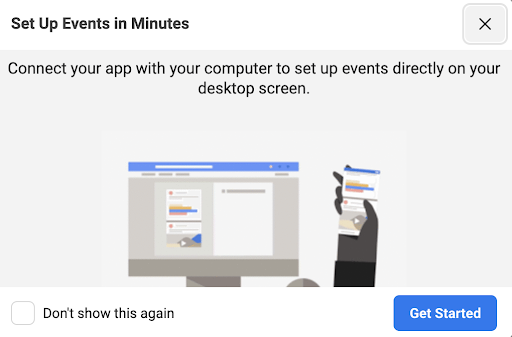 Set Up Events in Minutes
Connect your app with your computer to set up events directly on your
desktop screen.
Don't show this again
Get Started